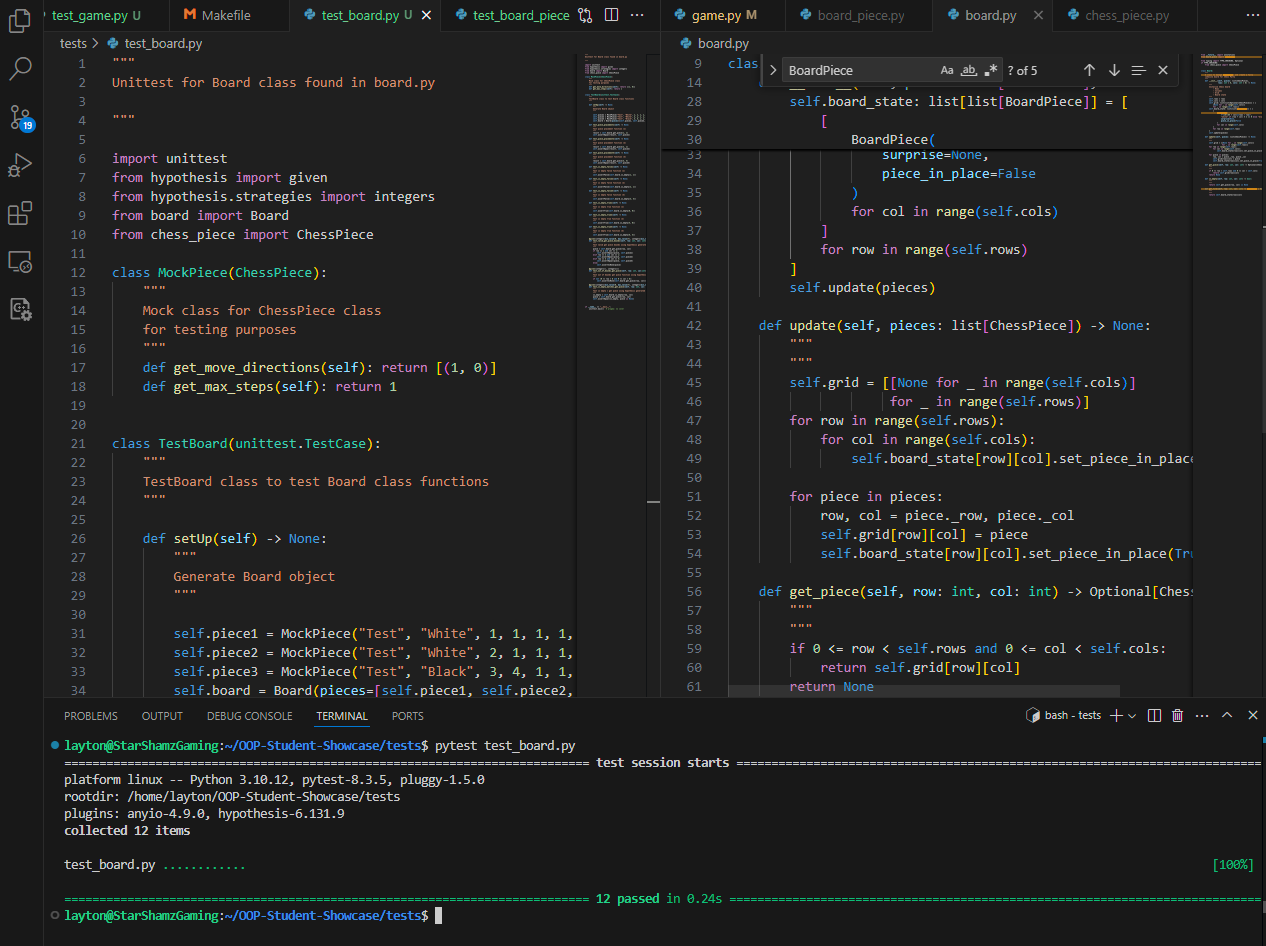 test_game.py U
Makefile
test_board.py U
test_board_piece
game.py M
board_piece.py
board.py
chess_piece.py
tests > test_board.py
1 """
2 Unittest for Board class found in board.py
3
4 """
5
6 import unittest
7 from hypothesis import given
8 from hypothesis.strategies import integers
9 from board import Board
10 from chess_piece import ChessPiece
11
12 class MockPiece(ChessPiece):
13 """
14 Mock class for ChessPiece class
15 for testing purposes
16 """
17 def get_move_directions(self): return [(1, 0)]
18 def get_max_steps(self): return 1
19
20
21 class TestBoard(unittest.TestCase):
22 """
23 TestBoard class to test Board class functions
24 """
25
26 def setUp(self) -> None:
27 """
28 Generate Board object
29 """
30
31 self.piece1 = MockPiece("Test", "White", 1, 1, 1, 1,
32 self.piece2 = MockPiece("Test", "White", 2, 1, 1, 1,
33 self.piece3 = MockPiece("Test", "Black", 3, 4, 1, 1,
34 self.board = Board(pieces=[self.piece1, self.piece2,
board.py
BoardPiece
Aa ab .* ? of 5
9 clas
14
28 self.board_state: list[list[BoardPiece]] = [
29 [
30 BoardPiece(
33 surprise=None,
34 piece_in_place=False
35 )
36 for col in range(self.cols)
37 ]
38 for row in range(self.rows)
39 ]
40 self.update(pieces)
41
42 def update(self, pieces: list[ChessPiece]) -> None:
43 """
44 """
45 self.grid = [[None for _ in range(self.cols)]
46 for _ in range(self.rows)]
47 for row in range(self.rows):
48 for col in range(self.cols):
49 self.board_state[row][col].set_piece_in_place
50
51 for piece in pieces:
52 row, col = piece._row, piece._col
53 self.grid[row][col] = piece
54 self.board_state[row][col].set_piece_in_place(Tru
55
56 def get_piece(self, row: int, col: int) -> Optional[Chess
57 """
58 """
59 if 0 <= row < self.rows and 0 <= col < self.cols:
60 return self.grid[row][col]
61 return None
19
PROBLEMS OUTPUT DEBUG CONSOLE TERMINAL PORTS
bash - tests
layton@StarShamzGaming:~/OOP-Student-Showcase/tests$ pytest test_board.py
test session starts
platform linux -- Python 3.10.12, pytest-8.3.5, pluggy-1.5.0
rootdir: /home/layton/OOP-Student-Showcase/tests
plugins: anyio-4.9.0, hypothesis-6.131.9
collected 12 items
test_board.py ............ [100%]
12 passed in 0.24s
layton@StarShamzGaming:~/OOP-Student-Showcase/tests$